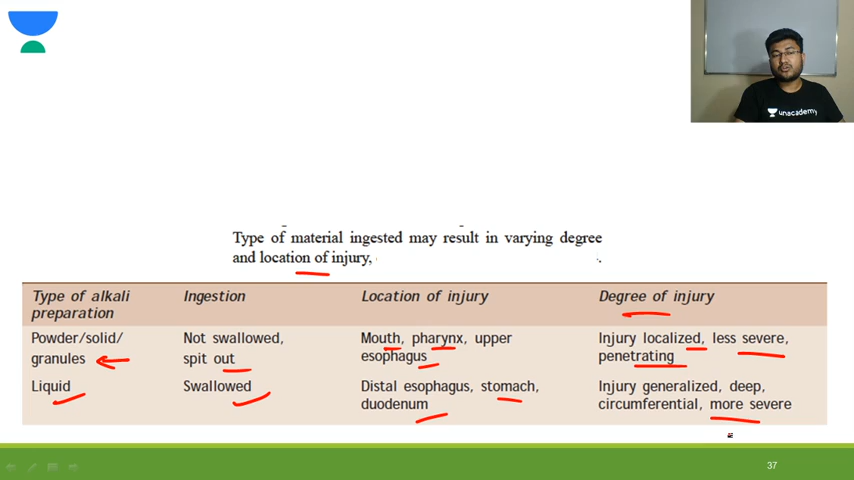 unacademy
Type of material ingested may result in varying degree
and location of injury,
Type of alkali preparation
Ingestion
Location of injury
Degree of injury
Powder/solid/
granules
Not swallowed,
spit out
Mouth, pharynx, upper
esophagus
Injury localized, less severe,
penetrating
Liquid
Swallowed
Distal esophagus, stomach,
duodenum
Injury generalized, deep,
circumferential, more severe
37